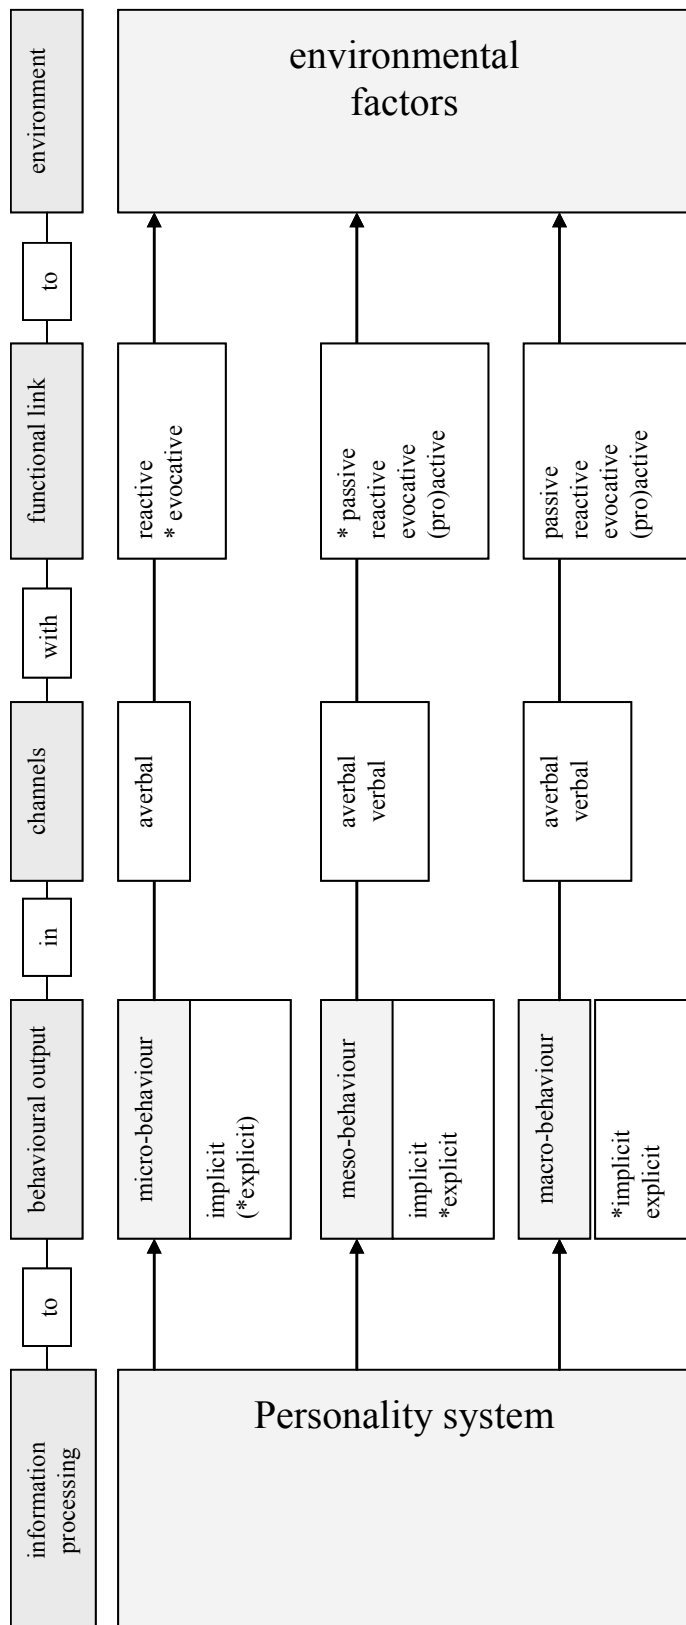 environment
to
functional link
with
channels
in
behavioural output
to
information
processing
environmental
factors
reactive
* evocative
* passive
reactive
evocative
(pro)active
passive
reactive
evocative
(pro)active
averbal
averbal
verbal
averbal
verbal
micro-behaviour
implicit
(*explicit)
meso-behaviour
implicit
*explicit
macro-behaviour
*implicit
explicit
Personality system